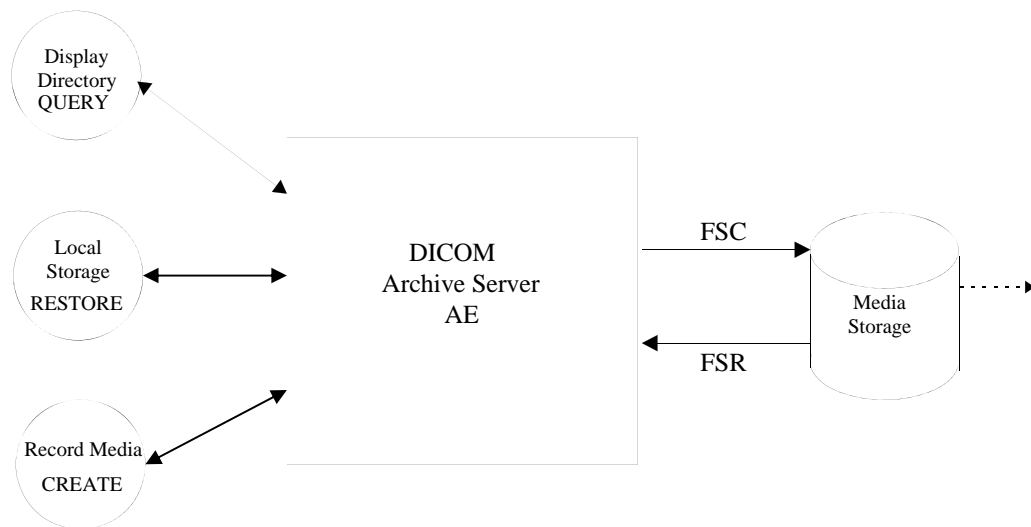 Display
Directory
QUERY
Local
Storage
RESTORE
Record Media
CREATE
DICOM
Archive Server
AE
FSC
FSR
Media
Storage